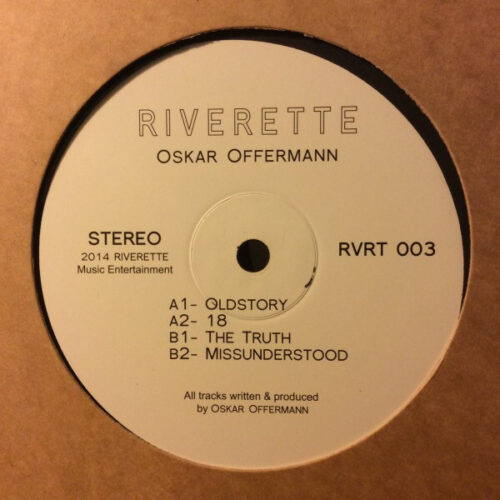 RIVERETTE
OSKAR OFFERMANN
STEREO
2014 RIVERETTE
Music Entertainment
RVRT 003
A1- OLDSTORY
A2- 18
B1- THE TRUTH
B2- MISSUNDERSTOOD
All tracks written & produced
by OSKAR OFFERMANN